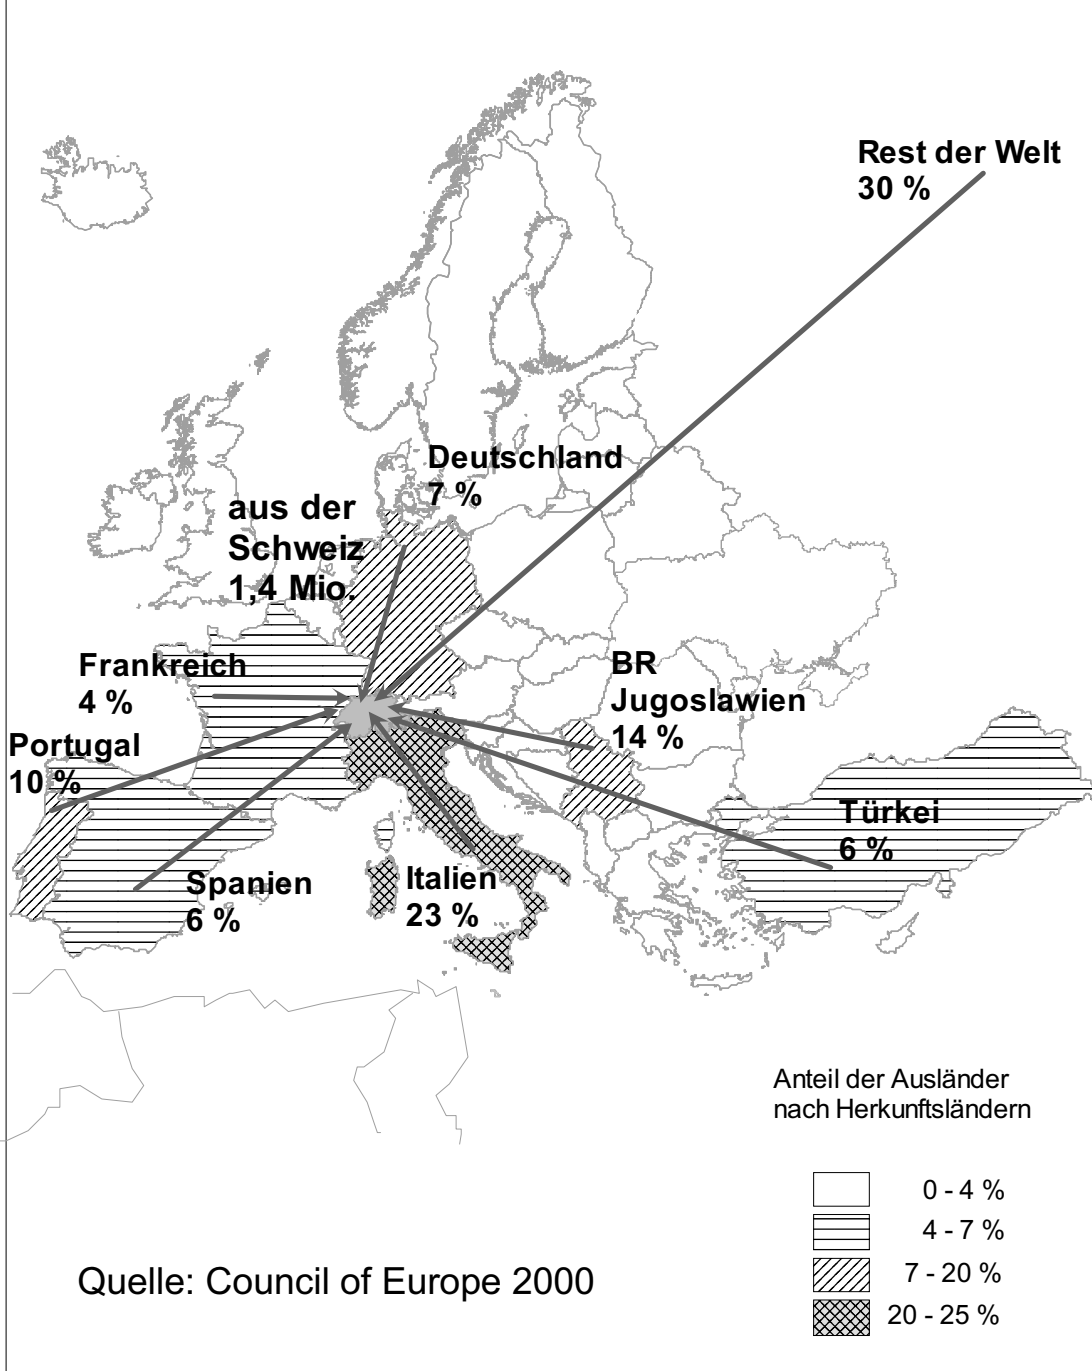 Rest der Welt
30 %
Deutschland
7 %
aus der
Schweiz
1,4 Mio.
Frankreich
4 %
BR
Jugoslawien
14 %
Portugal
10 %
Türkei
6 %
Spanien
6 %
Italien
23 %
Anteil der Ausländer
nach Herkunftsländern
0 - 4 %
4 - 7 %
7 - 20 %
20 - 25 %
Quelle: Council of Europe 2000